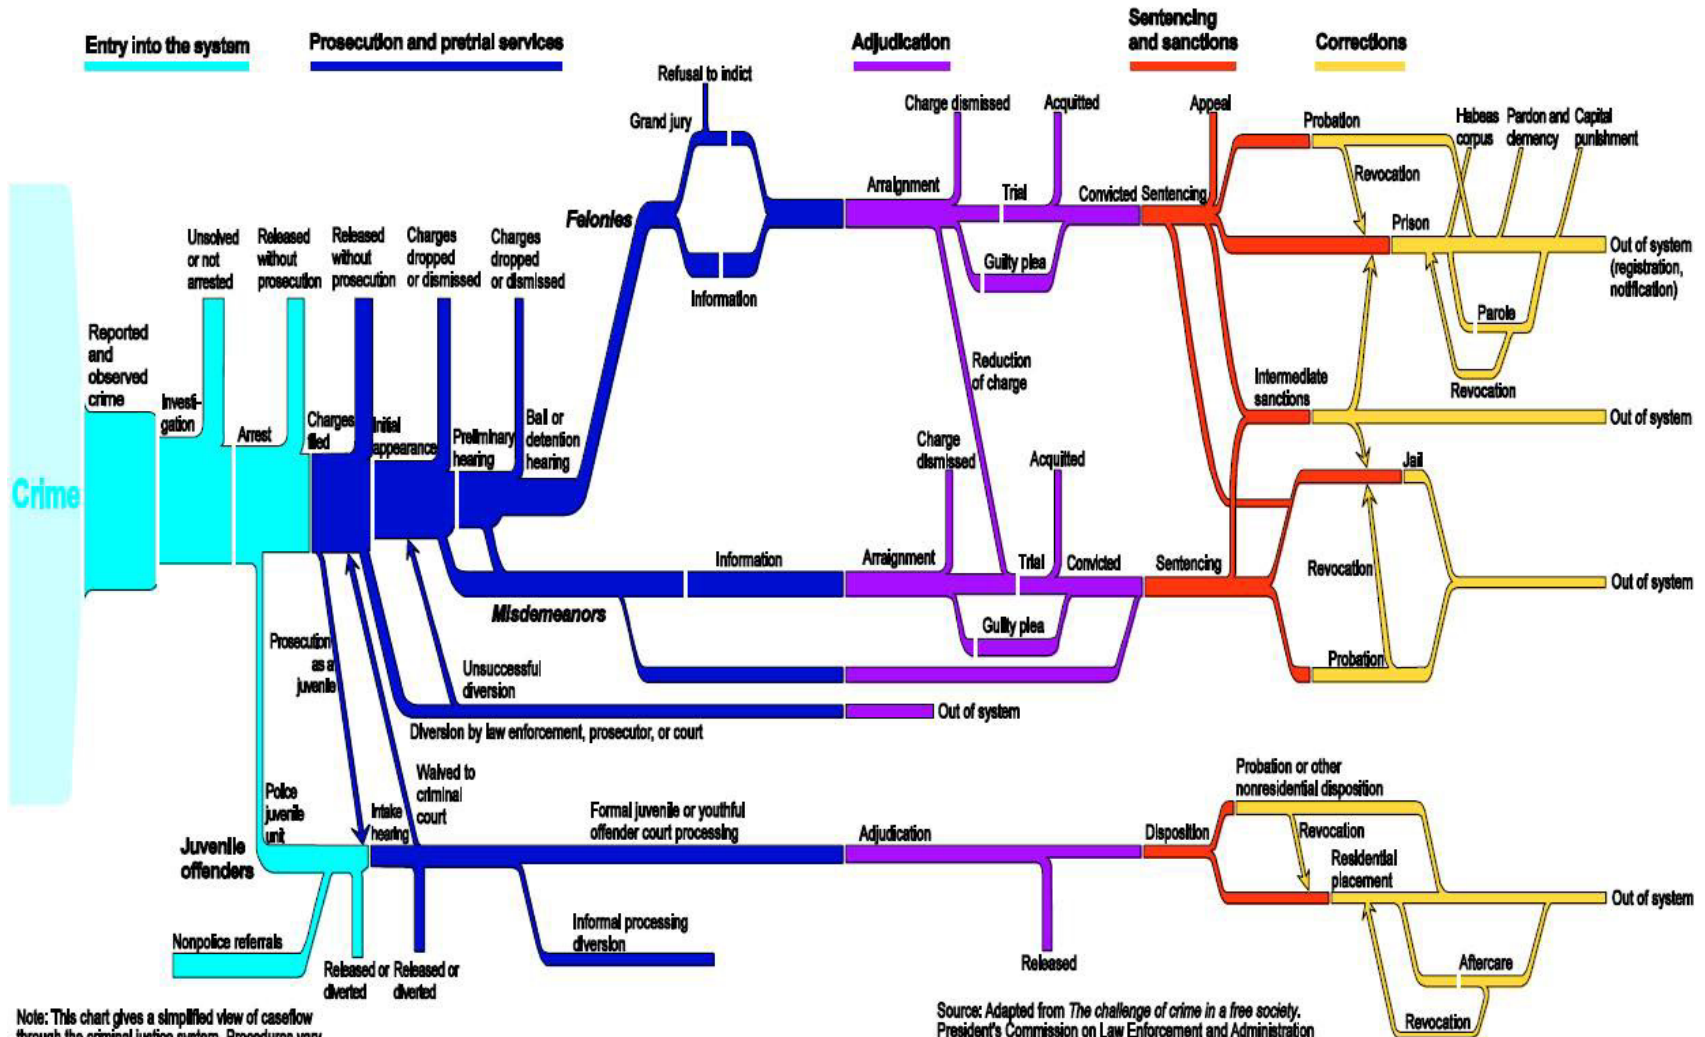 Entry into the system
Prosecution and pretrial services
Adjudication
Sentencing
and sanctions
Corrections
Refusal to indict
Grand jury
Felonies
Information
Charge dismissed
Acquitted
Arraignment
Trial
Convicted
Guilty plea
Reduction
of charge
Appeal
Sentencing
Probation
Revocation
Prison
Habeas
corpus
Pardon and
clemency
Capital
punishment
Out of system
(registration,
notification)
Parole
Revocation
Intermediate
sanctions
Out of system
Crime
Reported
and
observed
crime
Investi-
gation
Unsolved
or not
arrested
Arrest
Released
without
prosecution
Charges
filed
Released
without
prosecution
Initial
appearance
Charges
dropped
or dismissed
Preliminary
hearing
Charges
dropped
or dismissed
Bail or
detention
hearing
Misdemeanors
Information
Arraignment
Charge
dismissed
Trial
Acquitted
Convicted
Guilty plea
Sentencing
Jail
Revocation
Probation
Out of system
Unsuccessful
diversion
Diversion by law enforcement, prosecutor, or court
Out of system
Prosecution
as a
juvenile
Waived to
criminal
court
Police
juvenile
unit
Juvenile
offenders
Intake
hearing
Nonpolice referrals
Released or
diverted
Released or
diverted
Formal juvenile or youthful
offender court processing
Informal processing
diversion
Adjudication
Released
Disposition
Probation or other
nonresidential disposition
Revocation
Residential
placement
Out of system
Aftercare
Revocation
Note: This chart gives a simplified view of caseflow
through the criminal justice system. Procedures vary
Source: Adapted from The challenge of crime in a free society.
President's Commission on Law Enforcement and Administration